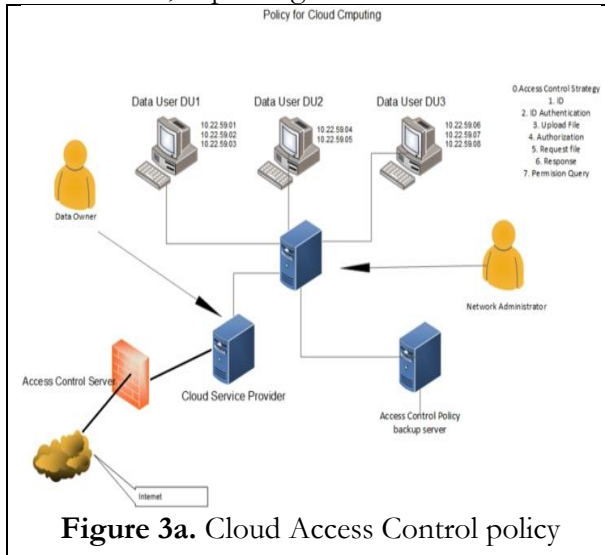 Policy for Cloud Cmputing
0.Access Control Strategy
1. ID
2. ID Authentication
3. Upload File
4. Authorization
5. Request file
6. Response
7. Permision Query
Data User DU1
10.22.59.01
10.22.59.02
10.22.59.03
Data User DU2
10.22.59.04
10.22.59.05
Data User DU3
10.22.59.06
10.22.59.07
10.22.59.08
Data Owner
Network Administrator
Access Control Server
Cloud Service Provider
Access Control Policy
backup server
Internet
Figure 3a. Cloud Access Control policy